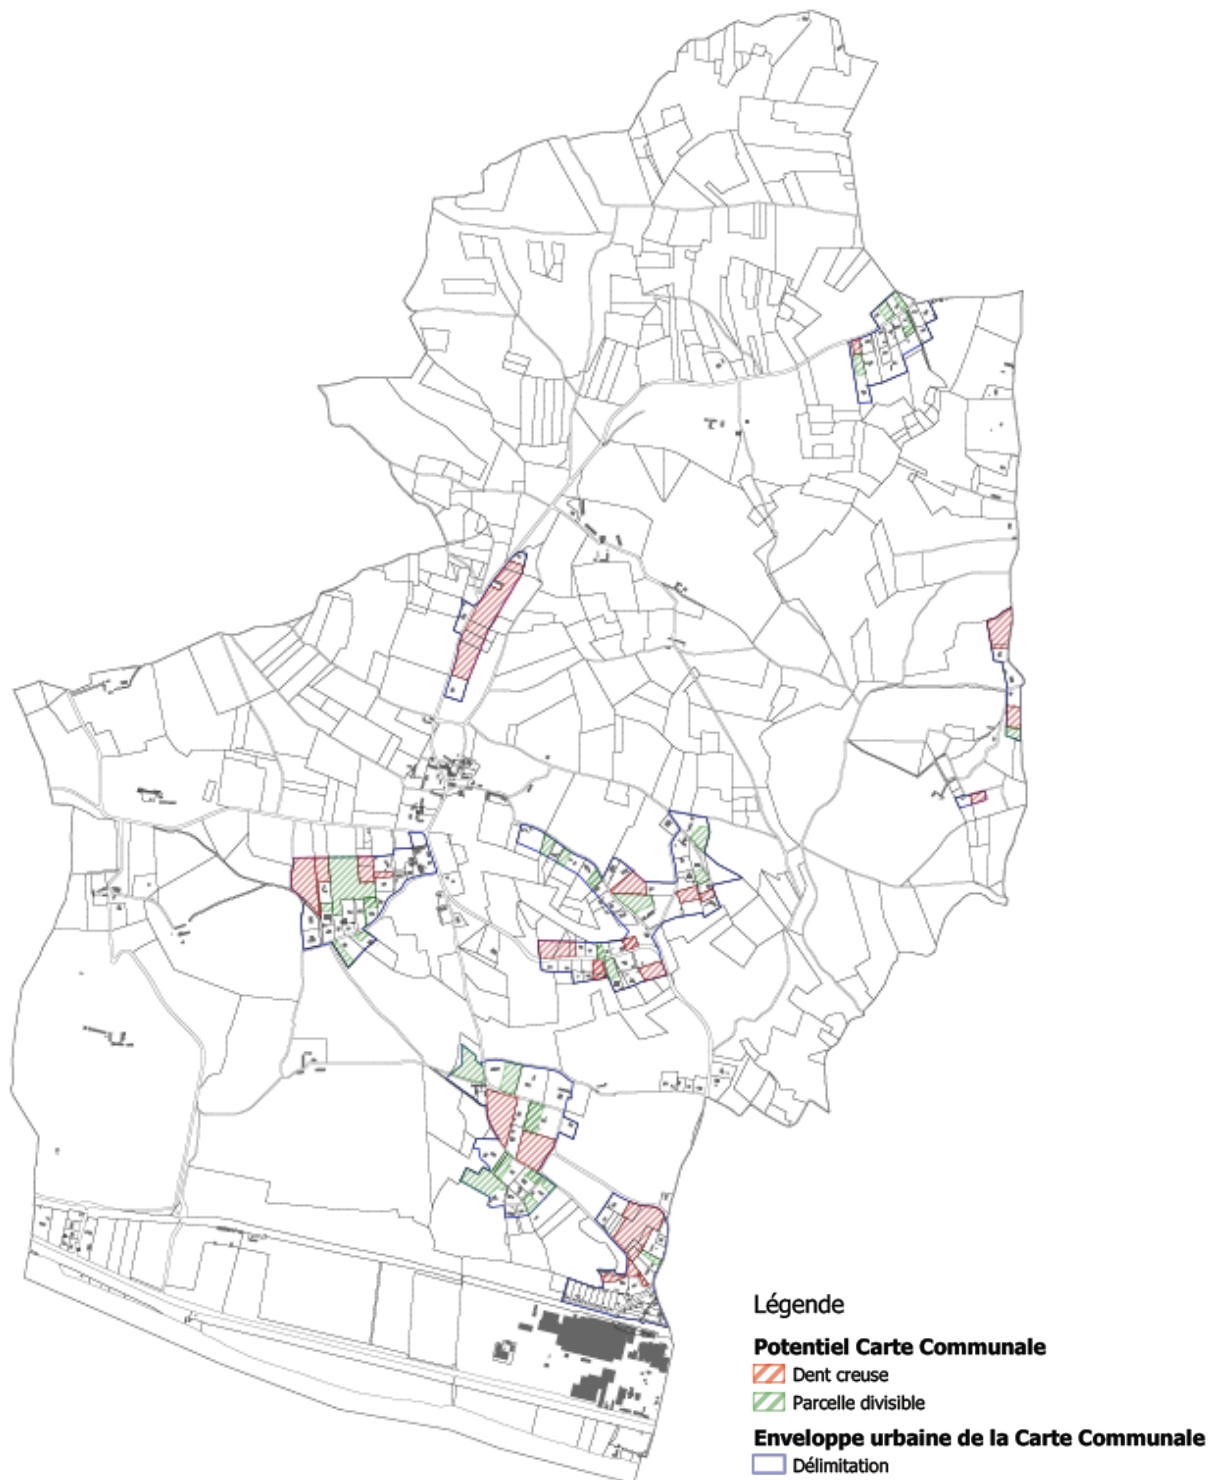 Légende
Potentiel Carte Communale
Dent creuse
Parcelle divisible
Enveloppe urbaine de la Carte Communale
Délimitation